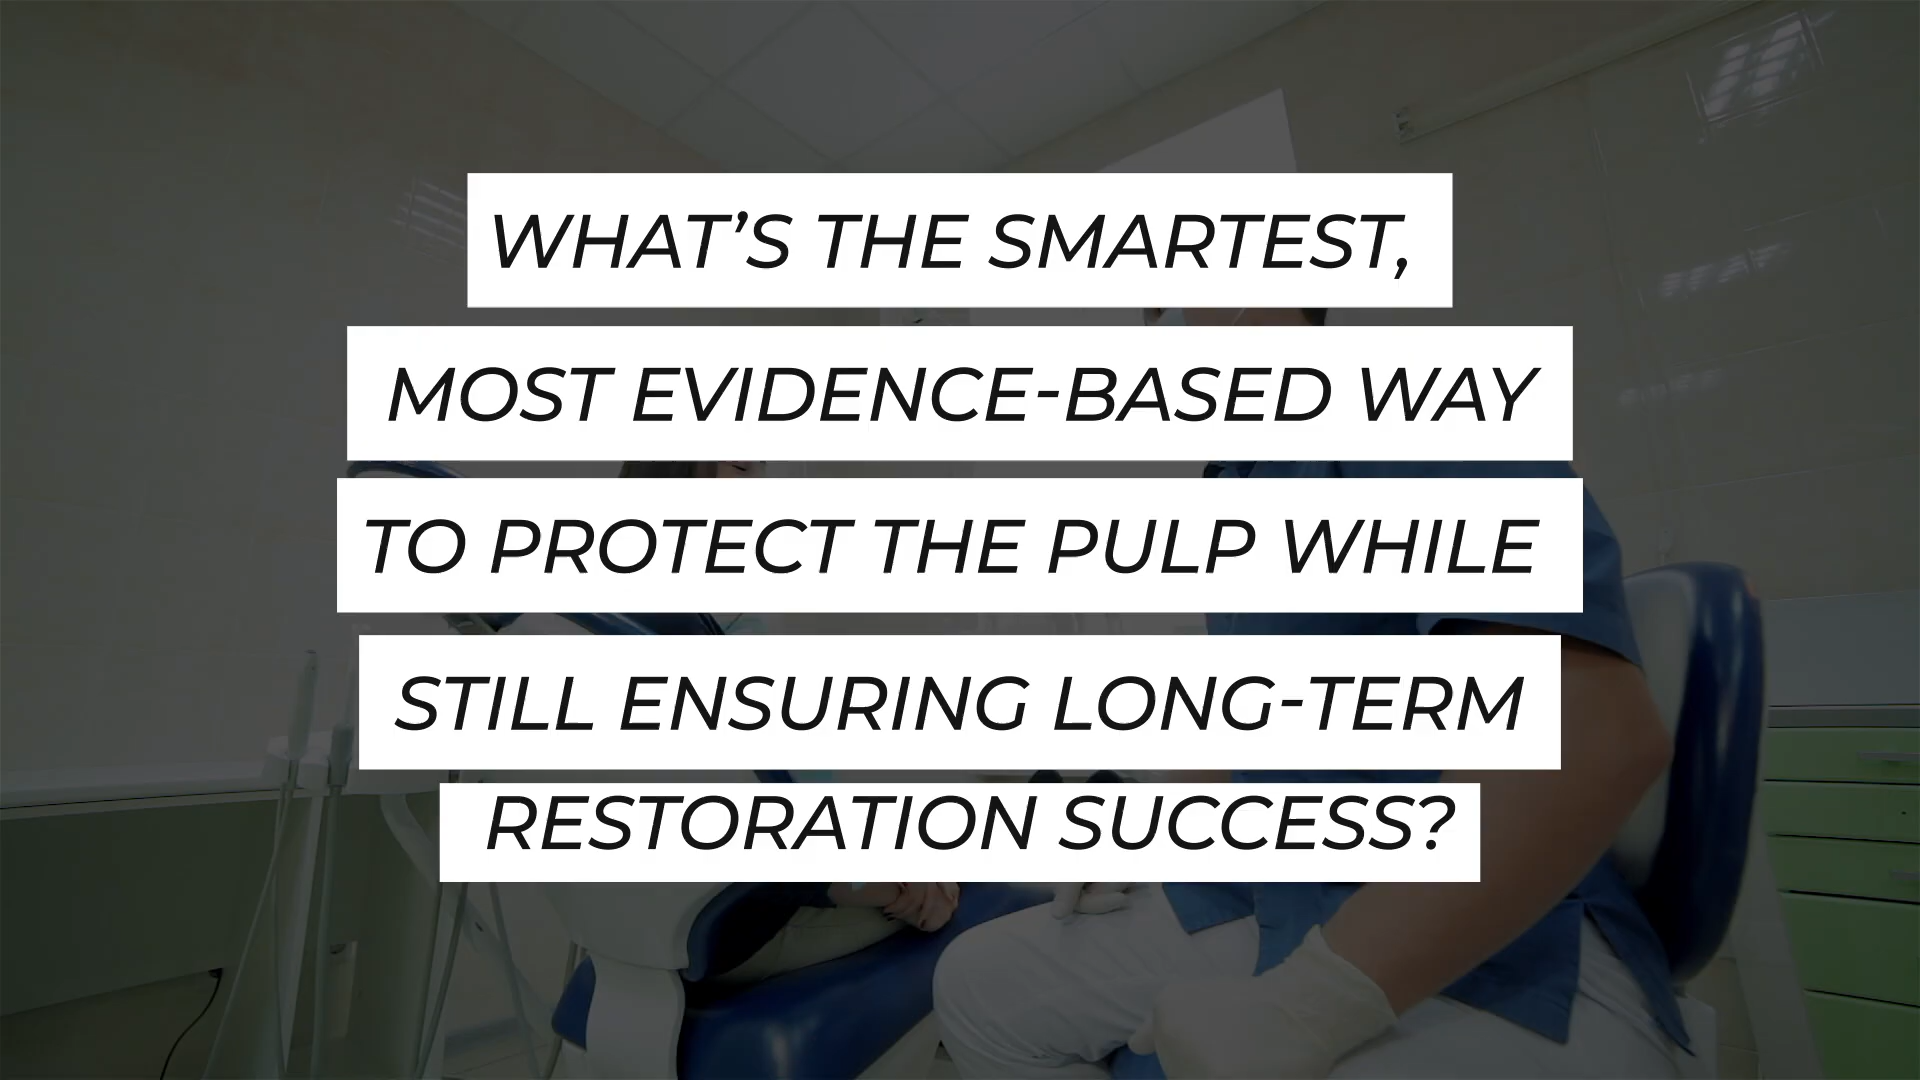 WHAT’S THE SMARTEST,
MOST EVIDENCE-BASED WAY
TO PROTECT THE PULP WHILE
STILL ENSURING LONG-TERM
RESTORATION SUCCESS?